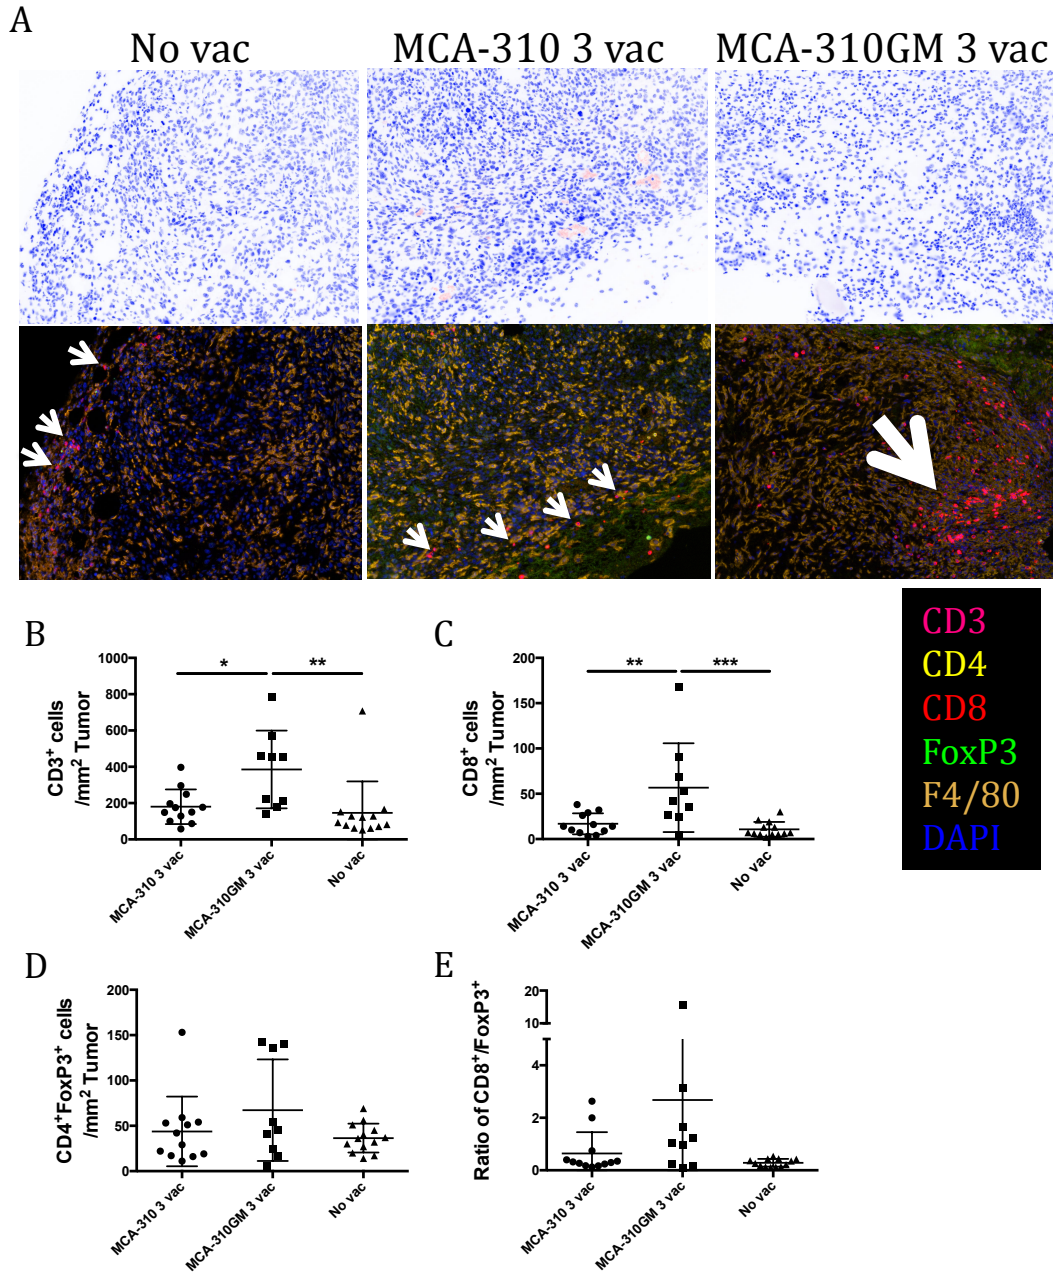 A
No vac
MCA-310 3 vac
MCA-310GM 3 vac
CD3
CD4
CD8
FoxP3
F4/80
DAPI
B
CD3+ cells
/mm2 Tumor
1000
800
600
400
200
0
*
**
MCA-310 3 vac
MCA-310GM 3 vac
No vac
C
CD8+ cells
/mm2 Tumor
200
150
100
50
0
**
***
MCA-310 3 vac
MCA-310GM 3 vac
No vac
D
CD4+FoxP3+ cells
/mm2 Tumor
200
150
100
50
0
MCA-310 3 vac
MCA-310GM 3 vac
No vac
E
Ratio of CD8+/FoxP3+
20
10
4
2
0
MCA-310 3 vac
MCA-310GM 3 vac
No vac